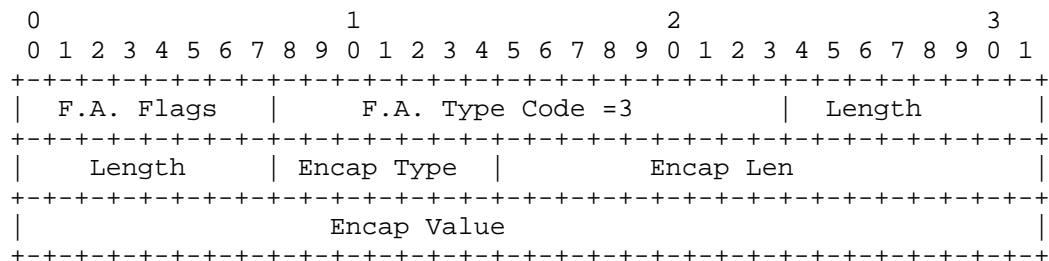 0                   1                   2                   3
 0 1 2 3 4 5 6 7 8 9 0 1 2 3 4 5 6 7 8 9 0 1 2 3 4 5 6 7 8 9 0 1
+-+-+-+-+-+-+-+-+-+-+-+-+-+-+-+-+-+-+-+-+-+-+-+-+-+-+-+-+-+-+-+-+
|  F.A. Flags   |     F.A. Type Code =3         |  Length       |
+-+-+-+-+-+-+-+-+-+-+-+-+-+-+-+-+-+-+-+-+-+-+-+-+-+-+-+-+-+-+-+-+
|    Length     | Encap Type  |         Encap Len               |
+-+-+-+-+-+-+-+-+-+-+-+-+-+-+-+-+-+-+-+-+-+-+-+-+-+-+-+-+-+-+-+-+
|                   Encap Value                                 |
+-+-+-+-+-+-+-+-+-+-+-+-+-+-+-+-+-+-+-+-+-+-+-+-+-+-+-+-+-+-+-+-+